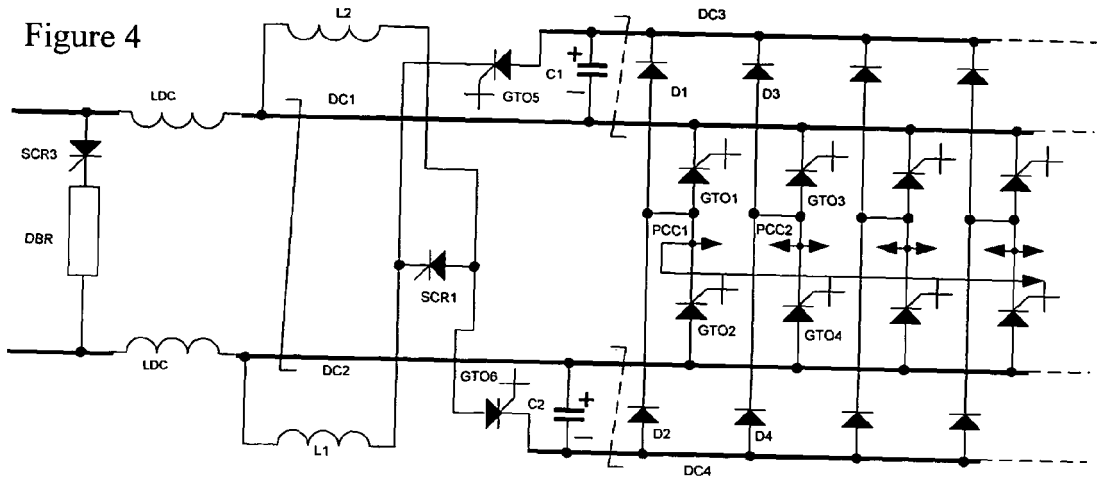 Figure 4
L2
DC3
GTO5
C1
+
−
D1
D3
LDC
DC1
SCR3
GTO1
GTO3
DBR
PCC1
PCC2
SCR1
GTO2
GTO4
LDC
DC2
GTO6
C2
+
−
D2
D4
L1
DC4